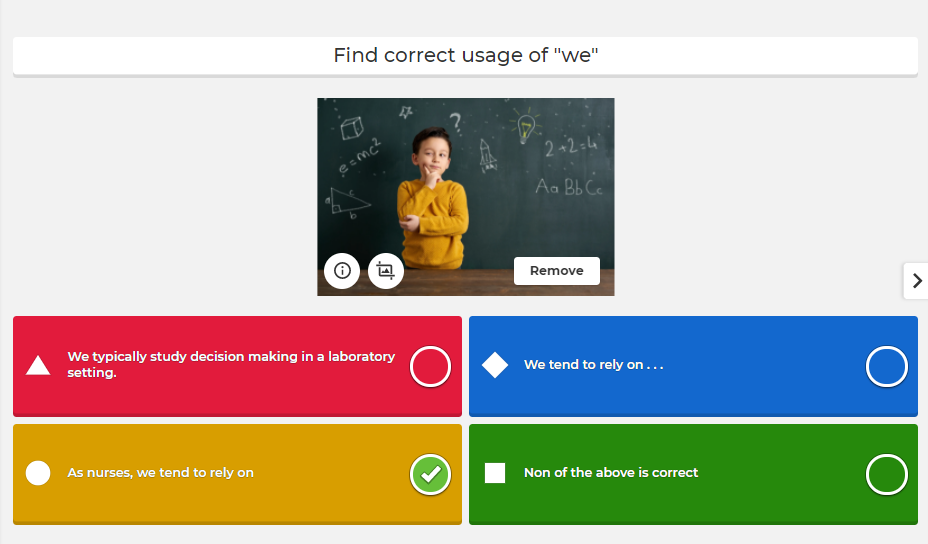 Find correct usage of "we"
e=mc²
?
2+2=4
Aa Bb Cc
a
c
b
Remove
We typically study decision making in a laboratory
setting.
We tend to rely on . . .
As nurses, we tend to rely on
Non of the above is correct